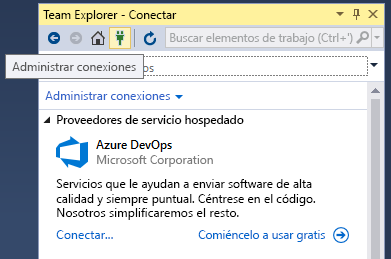 Team Explorer - Conectar
Buscar elementos de trabajo (Ctrl+')
Administrar conexiones
os
Administrar conexiones
Proveedores de servicio hospedado
Azure DevOps
Microsoft Corporation
Servicios que le ayudan a enviar software de alta
calidad y siempre puntual. Céntrese en el código.
Nosotros simplificaremos el resto.
Conectar...
Comiéncelo a usar gratis